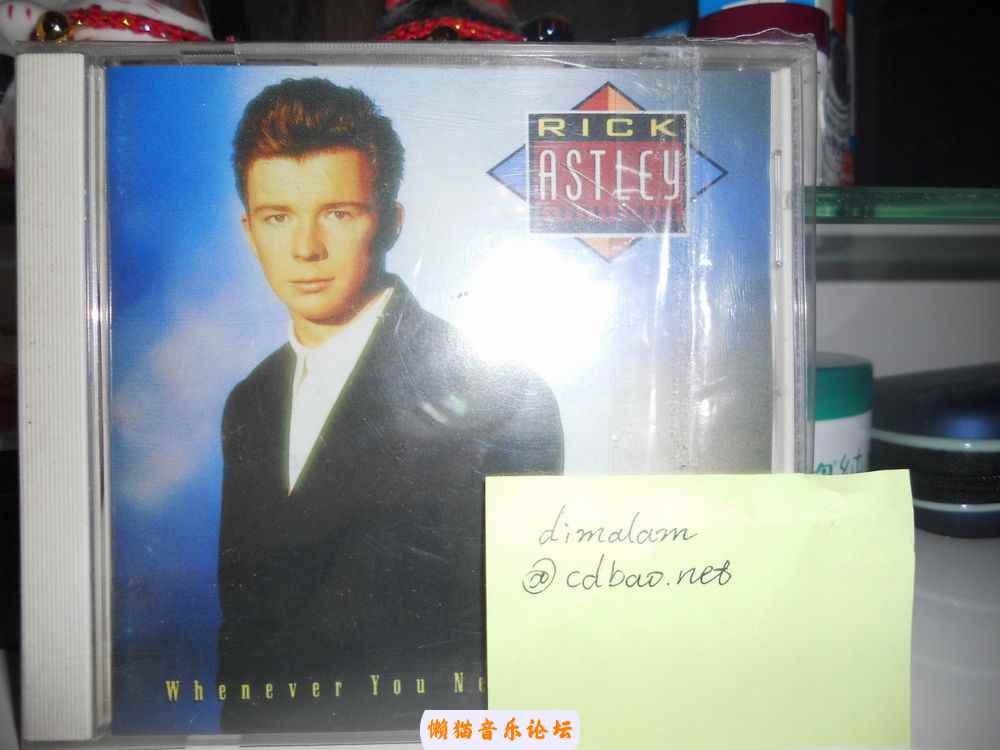 RICK
ASTLEY
dimalam
@cdbao.net
Whenever You Ne
懒猫音乐论坛